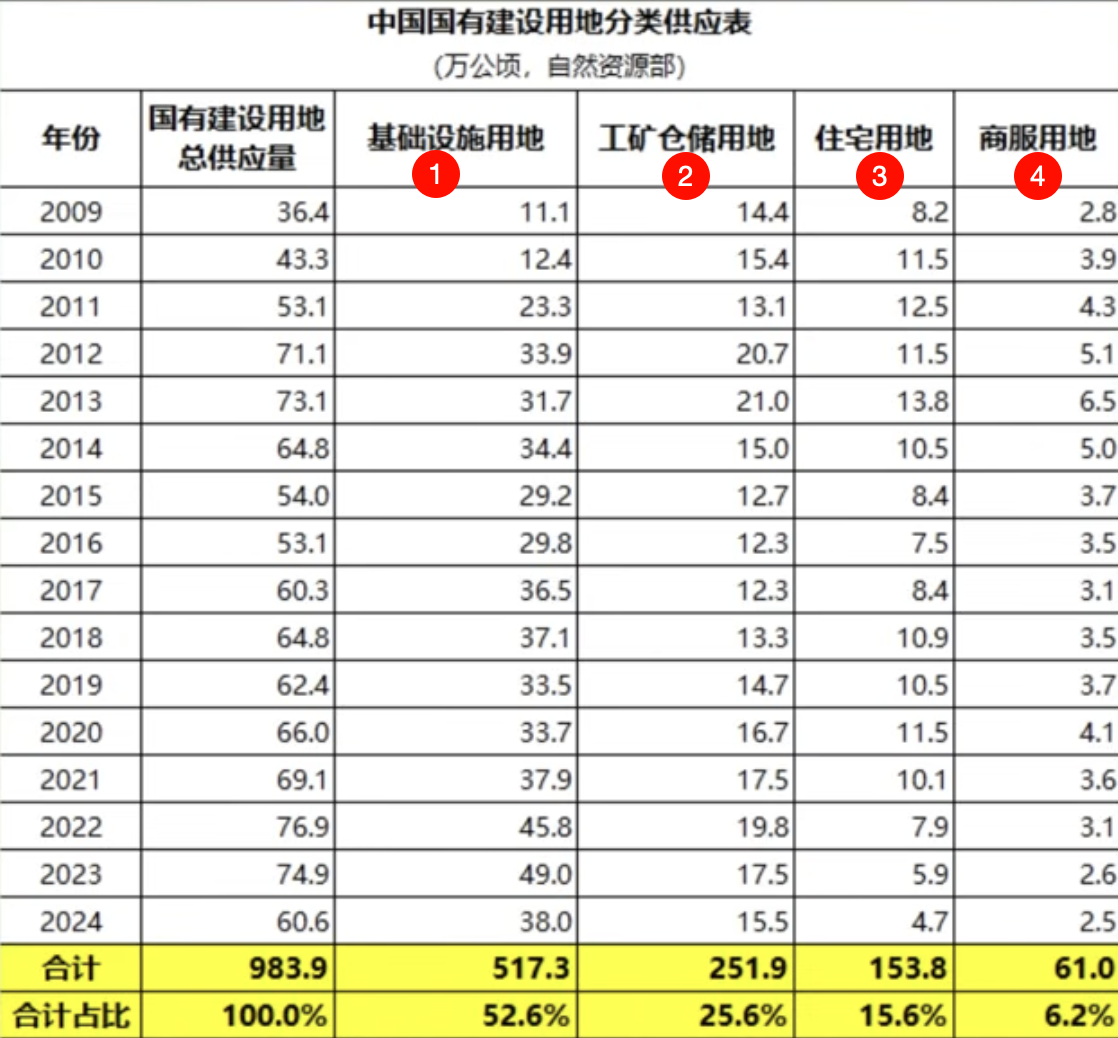 中国国有建设用地分类供应表
(万公顷，自然资源部)
年份 国有建设用地总供应量 基础设施用地 工矿仓储用地 住宅用地 商服用地
1 2 3 4
2009 36.4 11.1 14.4 8.2 2.8
2010 43.3 12.4 15.4 11.5 3.9
2011 53.1 23.3 13.1 12.5 4.3
2012 71.1 33.9 20.7 11.5 5.1
2013 73.1 31.7 21.0 13.8 6.5
2014 64.8 34.4 15.0 10.5 5.0
2015 54.0 29.2 12.7 8.4 3.7
2016 53.1 29.8 12.3 7.5 3.5
2017 60.3 36.5 12.3 8.4 3.1
2018 64.8 37.1 13.3 10.9 3.5
2019 62.4 33.5 14.7 10.5 3.7
2020 66.0 33.7 16.7 11.5 4.1
2021 69.1 37.9 17.5 10.1 3.6
2022 76.9 45.8 19.8 7.9 3.1
2023 74.9 49.0 17.5 5.9 2.6
2024 60.6 38.0 15.5 4.7 2.5
合计 983.9 517.3 251.9 153.8 61.0
合计占比 100.0% 52.6% 25.6% 15.6% 6.2%